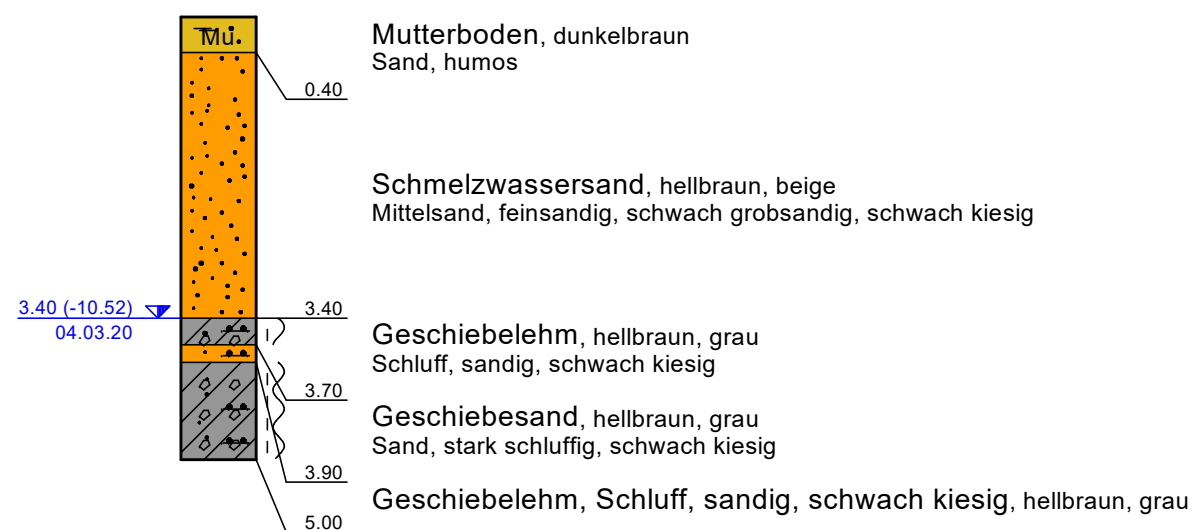 Mu.
Mutterboden, dunkelbraun
Sand, humos
0.40
Schmelzwassersand, hellbraun, beige
Mittelsand, feinsandig, schwach grobsandig, schwach kiesig
3.40 (-10.52)
04.03.20
3.40
Geschiebelehm, hellbraun, grau
Schluff, sandig, schwach kiesig
3.70
Geschiebesand, hellbraun, grau
Sand, stark schluffig, schwach kiesig
3.90
Geschiebelehm, Schluff, sandig, schwach kiesig, hellbraun, grau
5.00